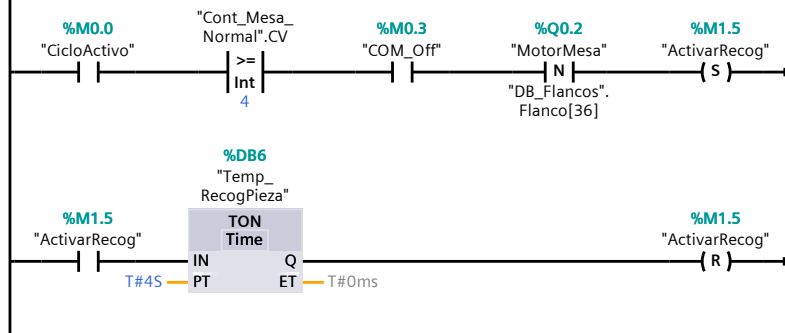 %M0.0
"CicloActivo"
"Cont_Mesa_
Normal".CV
>=
Int
4
%M0.3
"COM_Off"
%Q0.2
"MotorMesa"
N
"DB_Flancos".
Flanco[36]
%M1.5
"ActivarRecog"
S
%DB6
"Temp_
RecogPieza"
TON
Time
%M1.5
"ActivarRecog"
IN
Q
T#4S
PT
ET
T#0ms
%M1.5
"ActivarRecog"
R